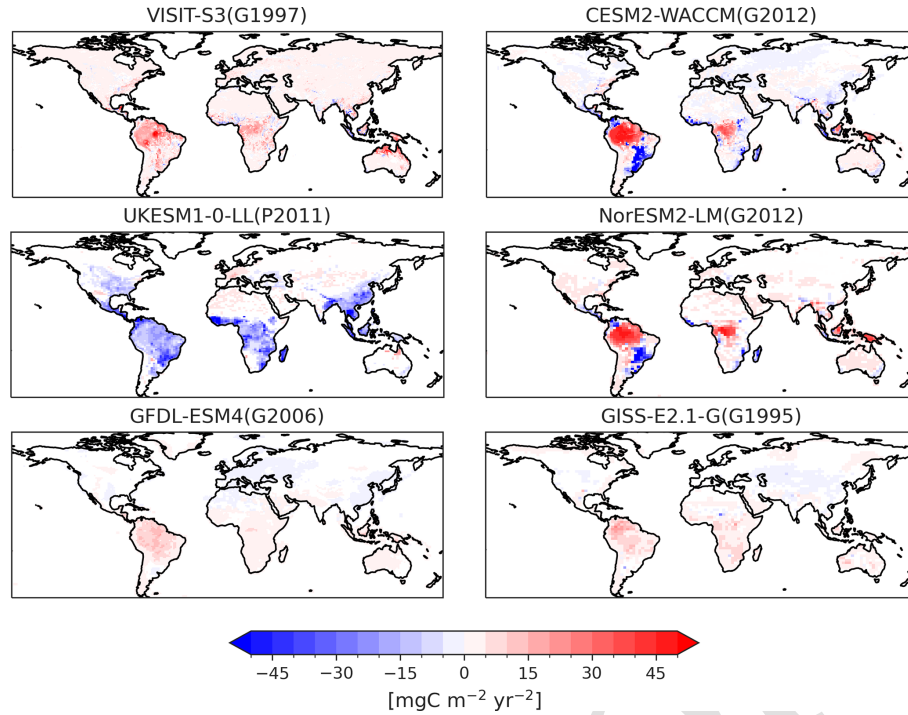 VISIT-S3(G1997)
CESM2-WACCM(G2012)
UKESM1-0-LL(P2011)
NorESM2-LM(G2012)
GFDL-ESM4(G2006)
GISS-E2.1-G(G1995)
−45 −30 −15 0 15 30 45
[mgC m⁻² yr⁻²]